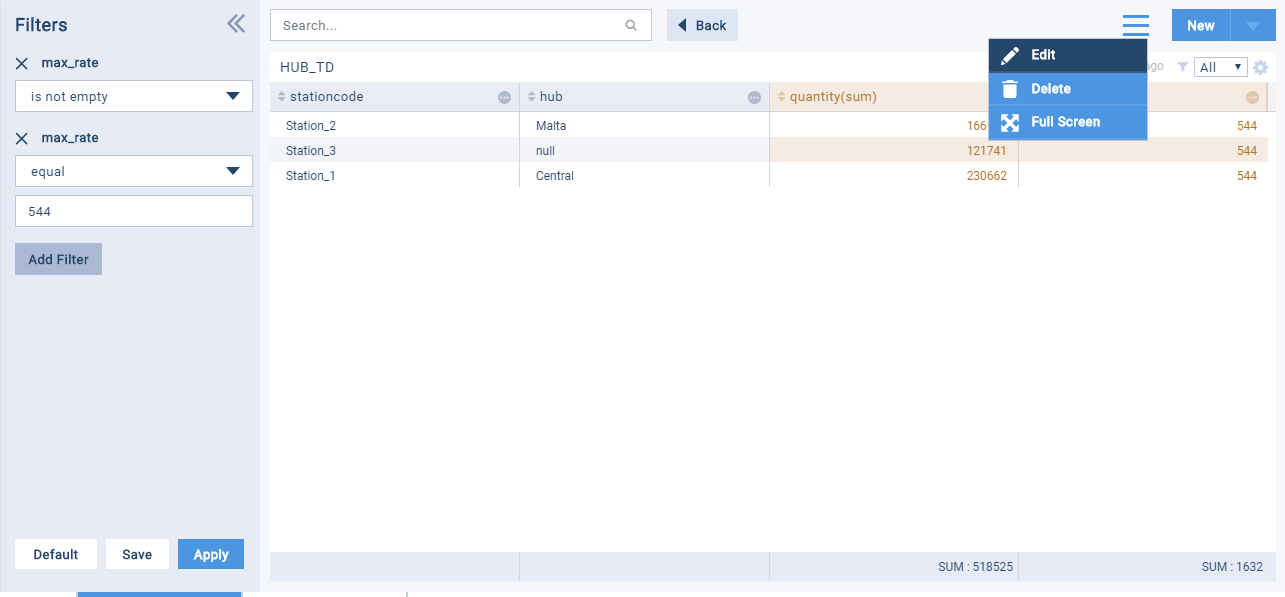 Filters
max_rate
is not empty
max_rate
equal
544
Add Filter
Default Save Apply
Search...
Back
New
Edit
Delete
Full Screen
HUB_TD
ago
All
stationcode hub quantity(sum)
Station_2 Malta 166 544
Station_3 null 121741 544
Station_1 Central 230662 544
SUM : 518525 SUM : 1632